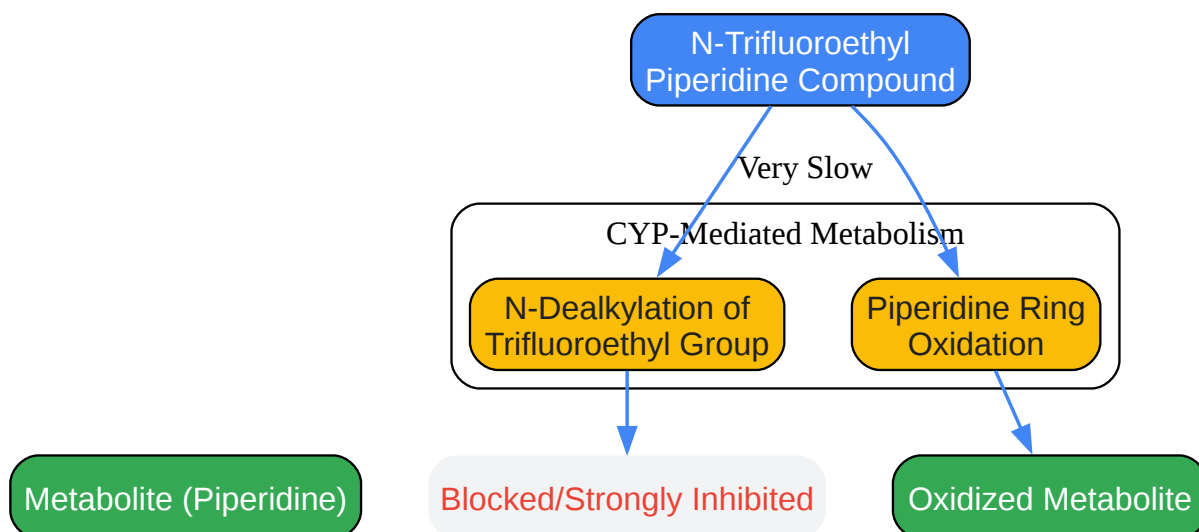 N-Trifluoroethyl
Piperidine Compound
Very Slow
CYP-Mediated Metabolism
N-Dealkylation of
Trifluoroethyl Group
Piperidine Ring
Oxidation
Metabolite (Piperidine)
Blocked/Strongly Inhibited
Oxidized Metabolite